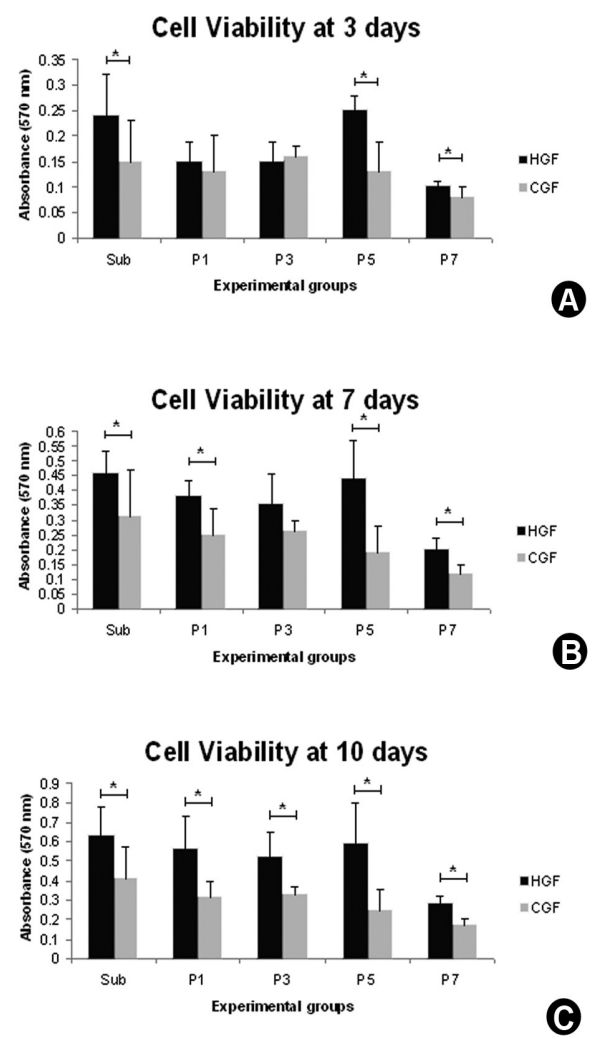 Cell Viability at 3 days
Absorbance (570 nm)
0.35
0.3
0.25
0.2
0.15
0.1
0.05
0
*
*
*
Sub P1 P3 P5 P7
Experimental groups
HGF
CGF
A
Cell Viability at 7 days
Absorbance (570 nm)
0.6
0.55
0.5
0.45
0.4
0.35
0.3
0.25
0.2
0.15
0.1
0.05
0
*
*
*
*
Sub P1 P3 P5 P7
Experimental groups
HGF
CGF
B
Cell Viability at 10 days
Absorbance (570 nm)
0.9
0.8
0.7
0.6
0.5
0.4
0.3
0.2
0.1
0
*
*
*
*
*
Sub P1 P3 P5 P7
Experimental groups
HGF
CGF
C